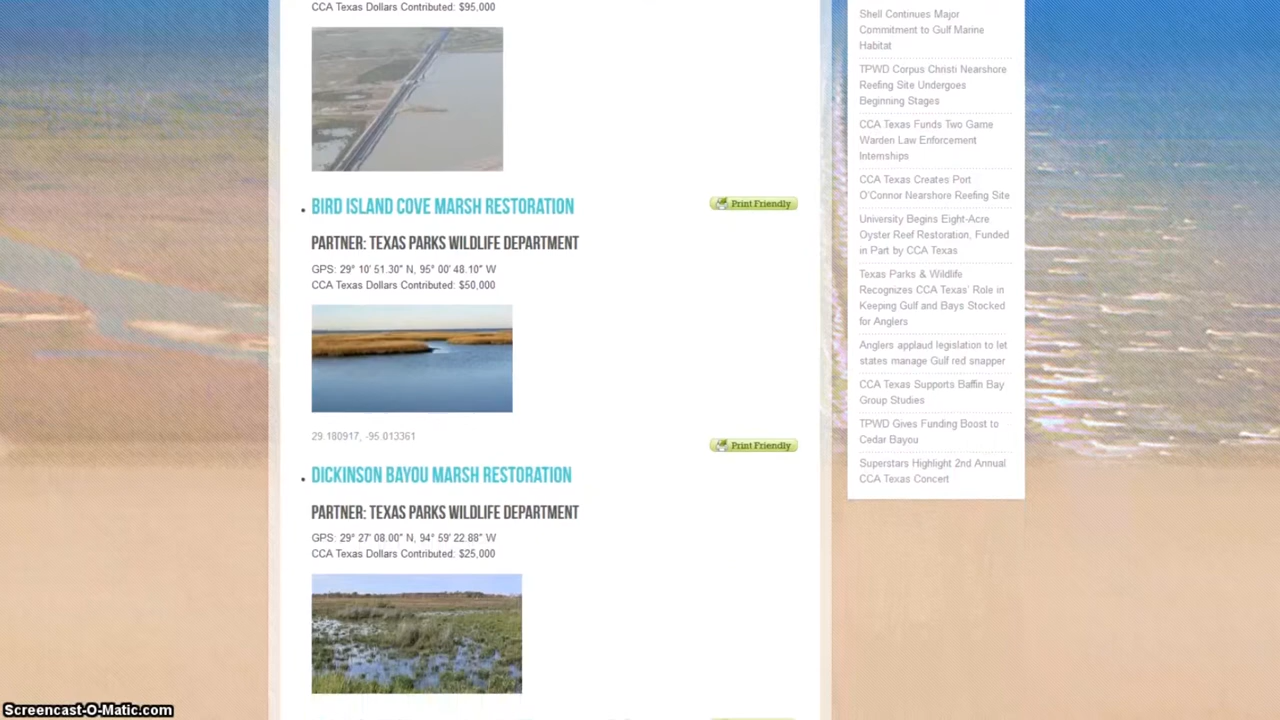 CCA Texas Dollars Contributed: $95,000
BIRD ISLAND COVE MARSH RESTORATION
Print Friendly
PARTNER: TEXAS PARKS WILDLIFE DEPARTMENT
GPS: 29° 10' 51.30" N, 95° 00' 48.10" W
CCA Texas Dollars Contributed: $50,000
29.180917, -95.013361
Print Friendly
DICKINSON BAYOU MARSH RESTORATION
PARTNER: TEXAS PARKS WILDLIFE DEPARTMENT
GPS: 29° 27' 08.00" N, 94° 59' 22.88" W
CCA Texas Dollars Contributed: $25,000
Shell Continues Major
Commitment to Gulf Marine
Habitat
TPWD Corpus Christi Nearshore
Reefing Site Undergoes
Beginning Stages
CCA Texas Funds Two Game
Warden Law Enforcement
Internships
CCA Texas Creates Port
O'Connor Nearshore Reefing Site
University Begins Eight-Acre
Oyster Reef Restoration, Funded
in Part by CCA Texas
Texas Parks & Wildlife
Recognizes CCA Texas' Role in
Keeping Gulf and Bays Stocked
for Anglers
Anglers applaud legislation to let
states manage Gulf red snapper
CCA Texas Supports Baffin Bay
Group Studies
TPWD Gives Funding Boost to
Cedar Bayou
Superstars Highlight 2nd Annual
CCA Texas Concert
Screencast-O-Matic.com